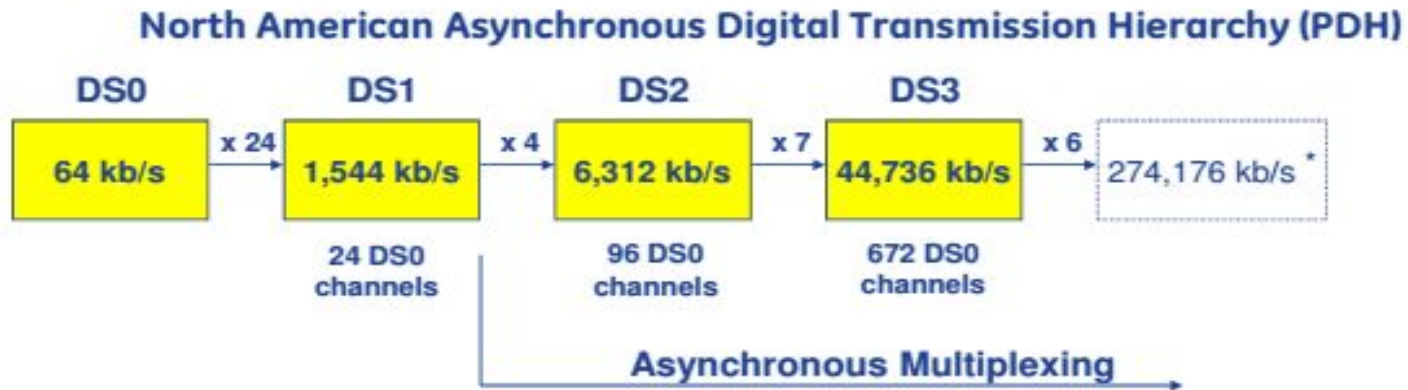 North American Asynchronous Digital Transmission Hierarchy (PDH)
DS0
DS1
DS2
DS3
64 kb/s
x 24
1,544 kb/s
x 4
6,312 kb/s
x 7
44,736 kb/s
x 6
274,176 kb/s *
24 DS0
channels
96 DS0
channels
672 DS0
channels
Asynchronous Multiplexing